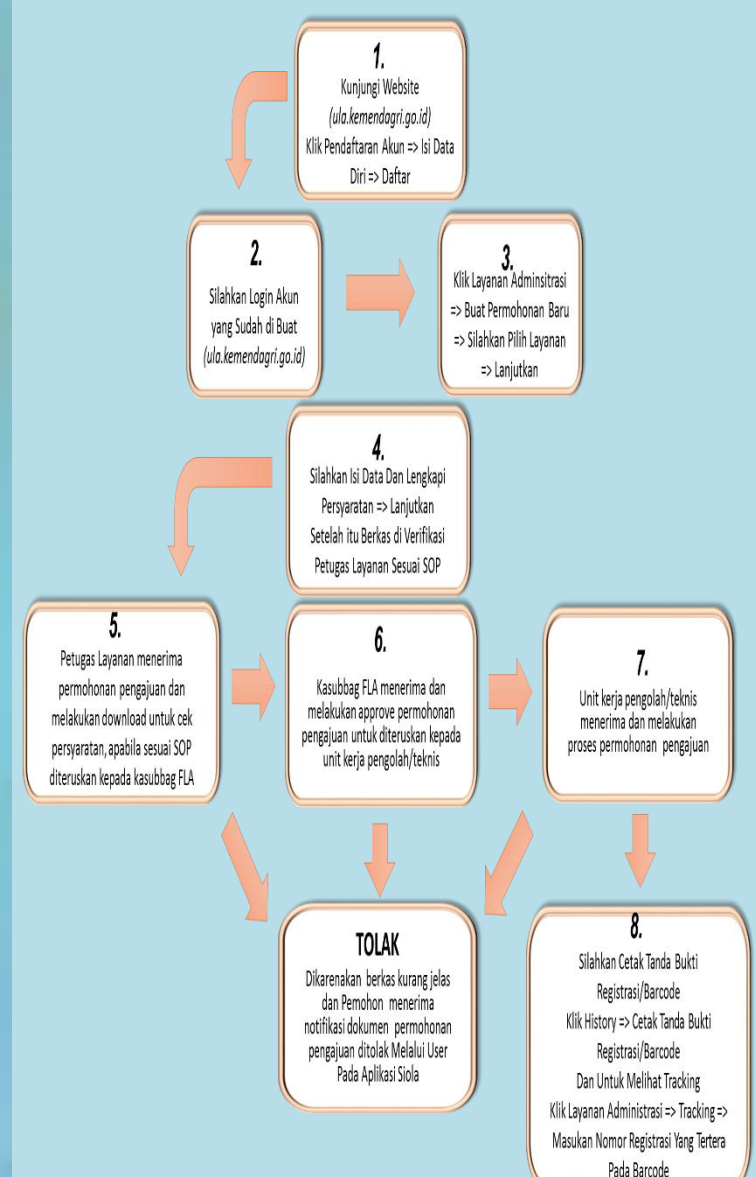 1.
Kunjungi Website
(ula.kemendagri.go.id)
Klik Pendaftaran Akun => Isi Data
Diri => Daftar
2.
Silahkan Login Akun
yang Sudah di Buat
(ula.kemendagri.go.id)
3.
Klik Layanan Adminsitrasi
=> Buat Permohonan Baru
=> Silahkan Pilih Layanan
=> Lanjutkan
4.
Silahkan Isi Data Dan Lengkapi
Persyaratan => Lanjutkan
Setelah itu Berkas di Verifikasi
Petugas Layanan Sesuai SOP
5.
Petugas Layanan menerima
permohonan pengajuan dan
melakukan download untuk cek
persyaratan, apabila sesuai SOP
diteruskan kepada kasubbag FLA
6.
Kasubbag FLA menerima dan
melakukan approve permohonan
pengajuan untuk diteruskan kepada
unit kerja pengolah/teknis
7.
Unit kerja pengolah/teknis
menerima dan melakukan
proses permohonan pengajuan
TOLAK
Dikarenakan berkas kurang jelas
dan Pemohon menerima
notifikasi dokumen permohonan
pengajuan ditolak Melalui User
Pada Aplikasi Siola
8.
Silahkan Cetak Tanda Bukti
Registrasi/Barcode
Klik History => Cetak Tanda Bukti
Registrasi/Barcode
Dan Untuk Melihat Tracking
Klik Layanan Administrasi => Tracking =>
Masukan Nomor Registrasi Yang Tertera
Pada Barcode